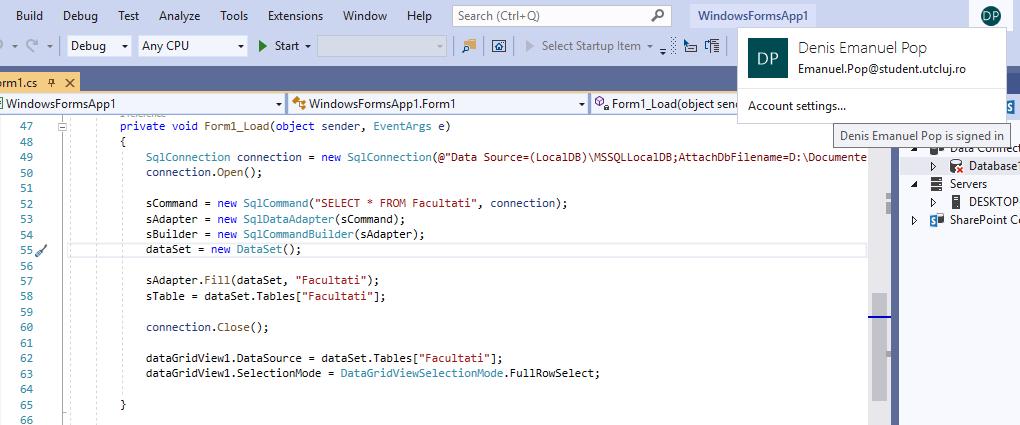 Build Debug Test Analyze Tools Extensions Window Help Search (Ctrl+Q) WindowsFormsApp1 DP
Debug Any CPU Start Select Startup Item
DP Denis Emanuel Pop
Emanuel.Pop@student.utcluj.ro
Account settings...
Denis Emanuel Pop is signed in
orm1.cs
WindowsFormsApp1 WindowsFormsApp1.Form1 Form1_Load(object send
47 private void Form1_Load(object sender, EventArgs e)
48 {
49 SqlConnection connection = new SqlConnection(@"Data Source=(LocalDB)\MSSQLLocalDB;AttachDbFilename=D:\Documente
50 connection.Open();
51
52 sCommand = new SqlCommand("SELECT * FROM Facultati", connection);
53 sAdapter = new SqlDataAdapter(sCommand);
54 sBuilder = new SqlCommandBuilder(sAdapter);
55 dataSet = new DataSet();
56
57 sAdapter.Fill(dataSet, "Facultati");
58 sTable = dataSet.Tables["Facultati"];
59
60 connection.Close();
61
62 dataGridView1.DataSource = dataSet.Tables["Facultati"];
63 dataGridView1.SelectionMode = DataGridViewSelectionMode.FullRowSelect;
64
65 }
66
Data Connect
Database1
Servers
DESKTOP-
SharePoint Co